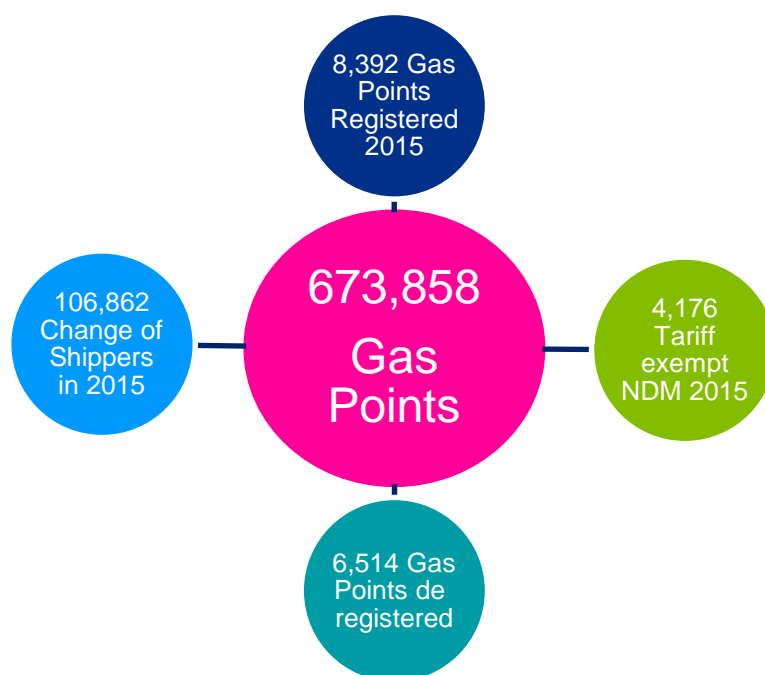 8,392 Gas
Points
Registered
2015
673,858
Gas
Points
106,862
Change of
Shippers
in 2015
4,176
Tariff
exempt
NDM 2015
6,514 Gas
Points de
registered